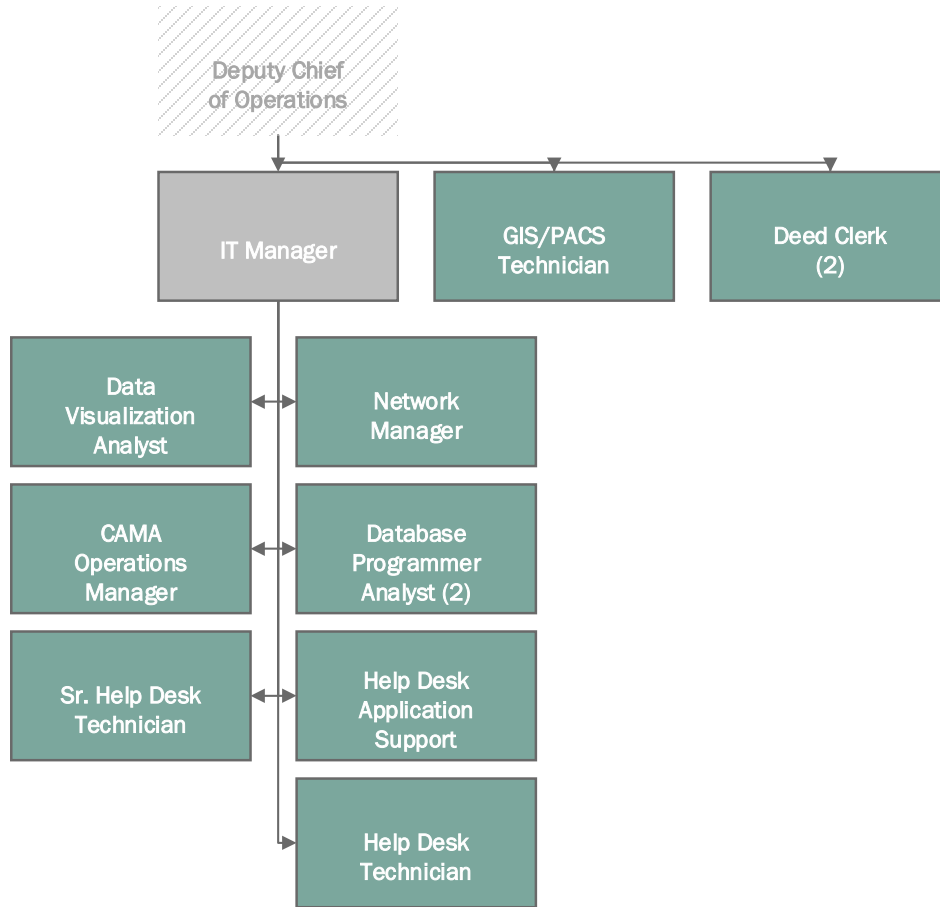 Deputy Chief
of Operations
IT Manager
GIS/PACS
Technician
Deed Clerk
(2)
Data
Visualization
Analyst
Network
Manager
CAMA
Operations
Manager
Database
Programmer
Analyst (2)
Sr. Help Desk
Technician
Help Desk
Application
Support
Help Desk
Technician